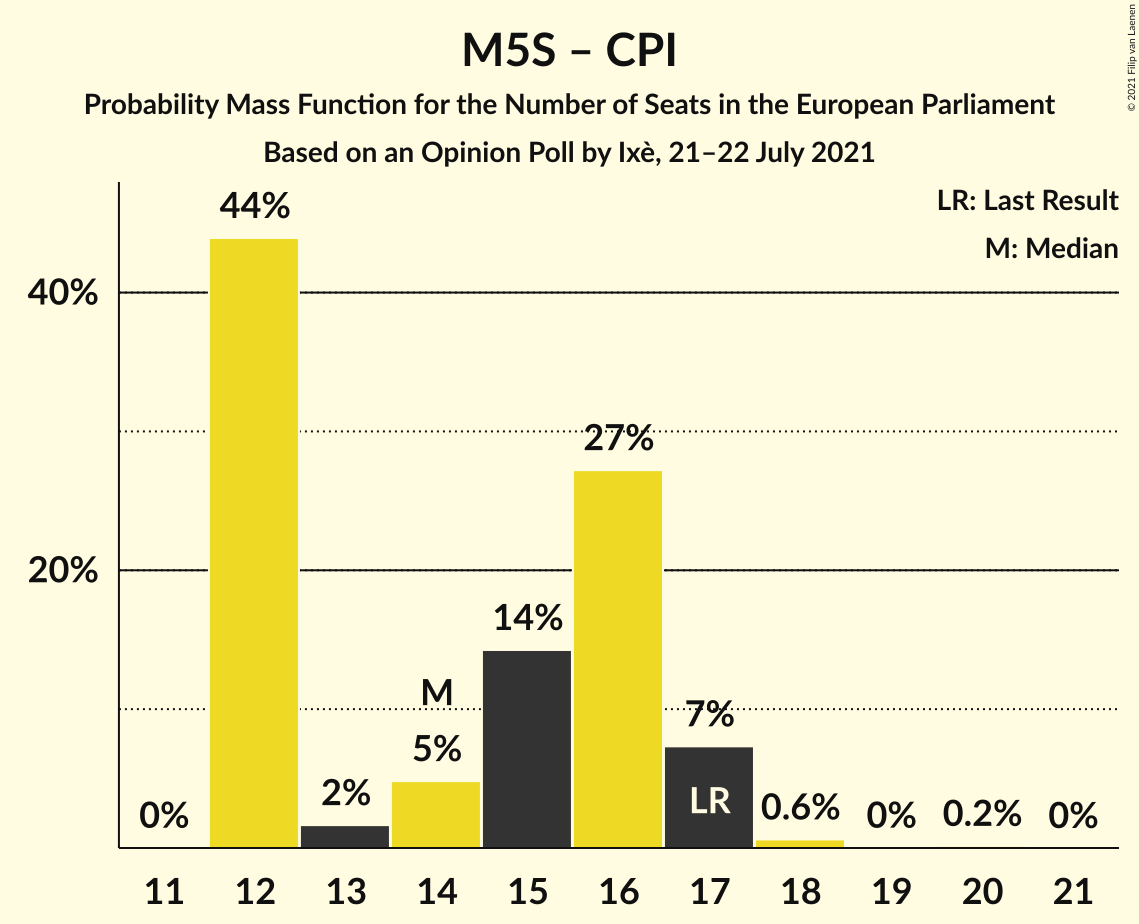 M5S – CPI
Probability Mass Function for the Number of Seats in the European Parliament
Based on an Opinion Poll by Ixè, 21–22 July 2021
© 2021 Filip van Laenen
LR: Last Result
M: Median
44%
40%
27%
20%
14%
M
7%
5%
2%
LR
0%
0.6%
0%
0.2%
0%
11 12 13 14 15 16 17 18 19 20 21